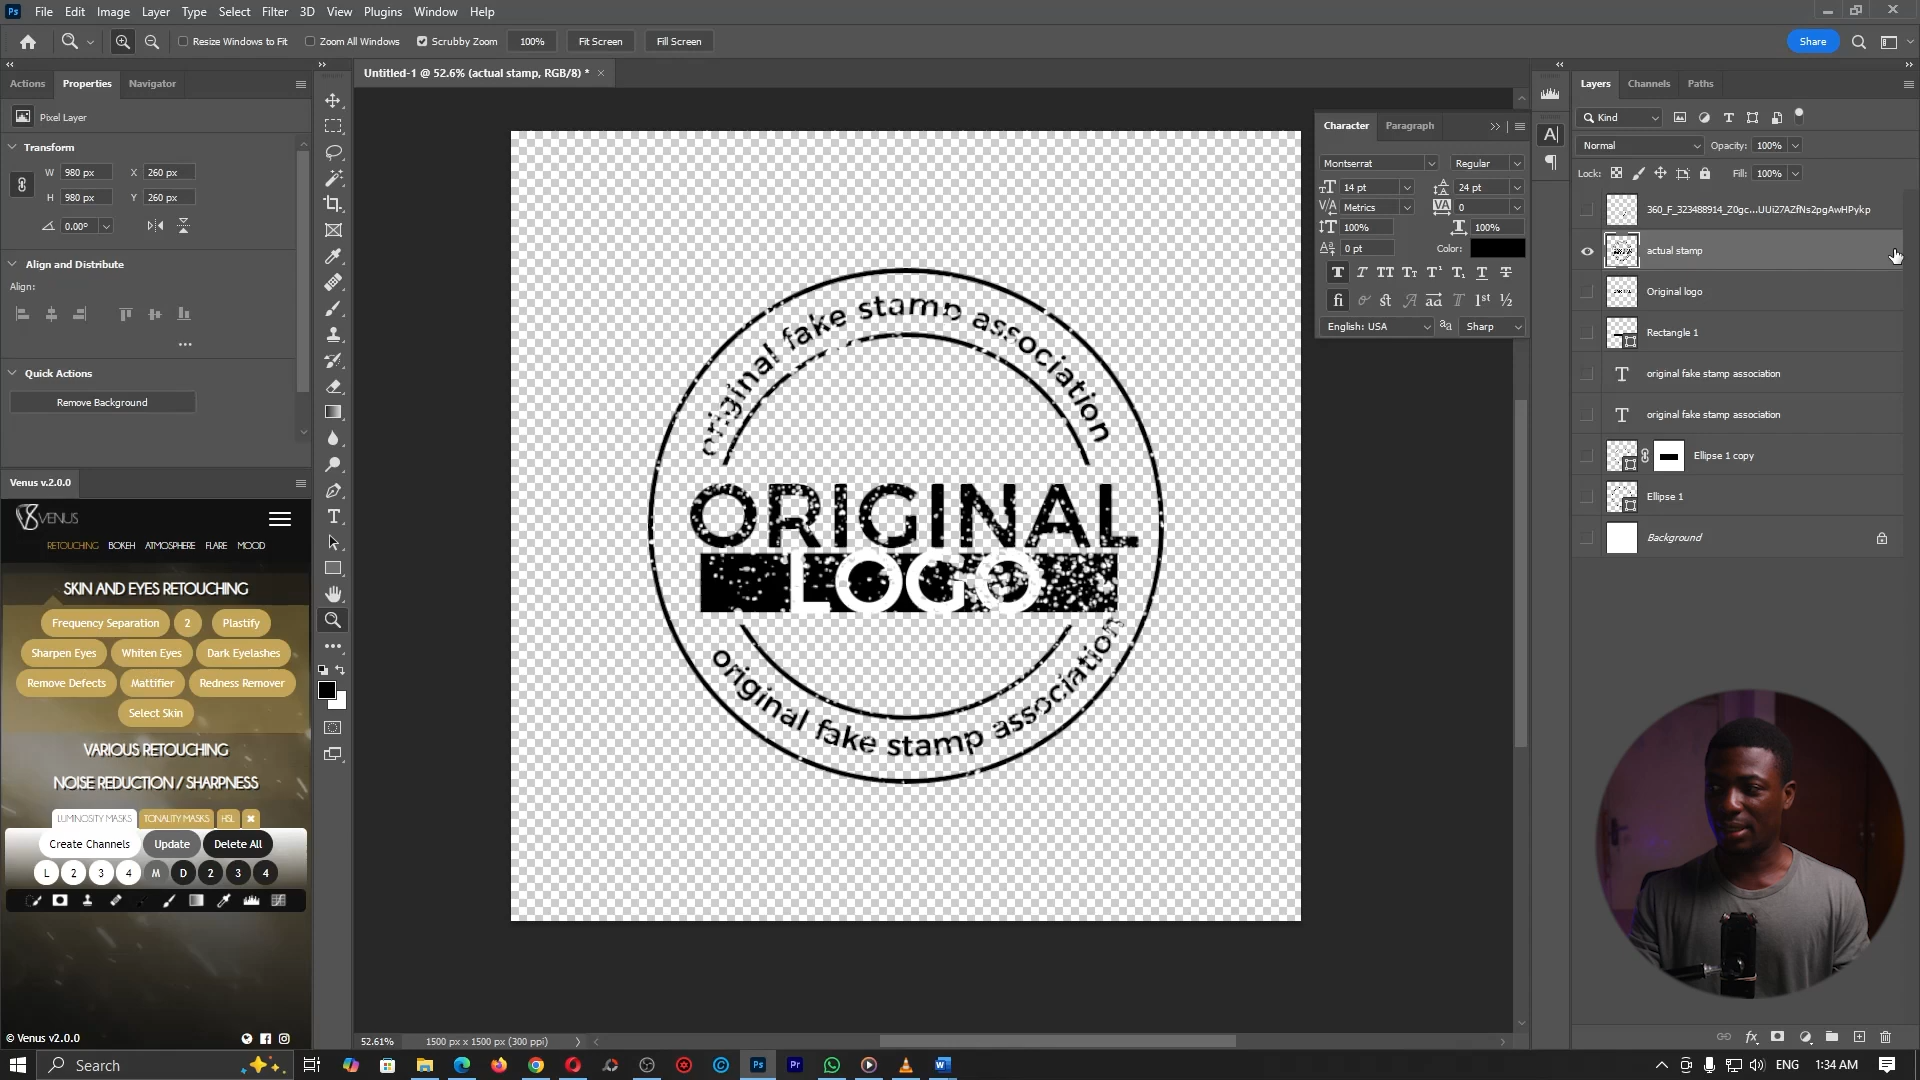 Ps File Edit Image Layer Type Select Filter 3D View Plugins Window Help
Resize Windows to Fit Zoom All Windows Scrubby Zoom 100% Fit Screen Fill Screen Share
Actions Properties Navigator
Pixel Layer
Transform
W 980 px X 260 px
H 980 px Y 260 px
0.00°
Align and Distribute
Align:
Quick Actions
Remove Background
Venus v.2.0.0
VENUS
RETOUCHING BOKEH ATMOSPHERE FLARE MOOD
SKIN AND EYES RETOUCHING
Frequency Separation 2 Plastify
Sharpen Eyes Whiten Eyes Dark Eyelashes
Remove Defects Mattifier Redness Remover
Select Skin
VARIOUS RETOUCHING
NOISE REDUCTION / SHARPNESS
LUMINOSITY MASKS TONALITY MASKS HSL
Create Channels Update Delete All
L 2 3 4 M D 2 3 4
© Venus v2.0.0
Untitled-1 @ 52.6% (actual stamp, RGB/8) *
original fake stamp association
ORIGINAL
LOGO
original fake stamp association
52.61% 1500 px x 1500 px (300 ppi)
Character Paragraph
Montserrat Regular
14 pt 24 pt
Metrics 0
100% 100%
0 pt Color:
English: USA Sharp
Layers Channels Paths
Kind
Normal Opacity: 100%
Lock: Fill: 100%
360_F_323488914_Z0gc...UUi27AZfNs2pgAwHPykp
actual stamp
Original logo
Rectangle 1
original fake stamp association
original fake stamp association
Ellipse 1 copy
Ellipse 1
Background
Search
ENG 1:34 AM